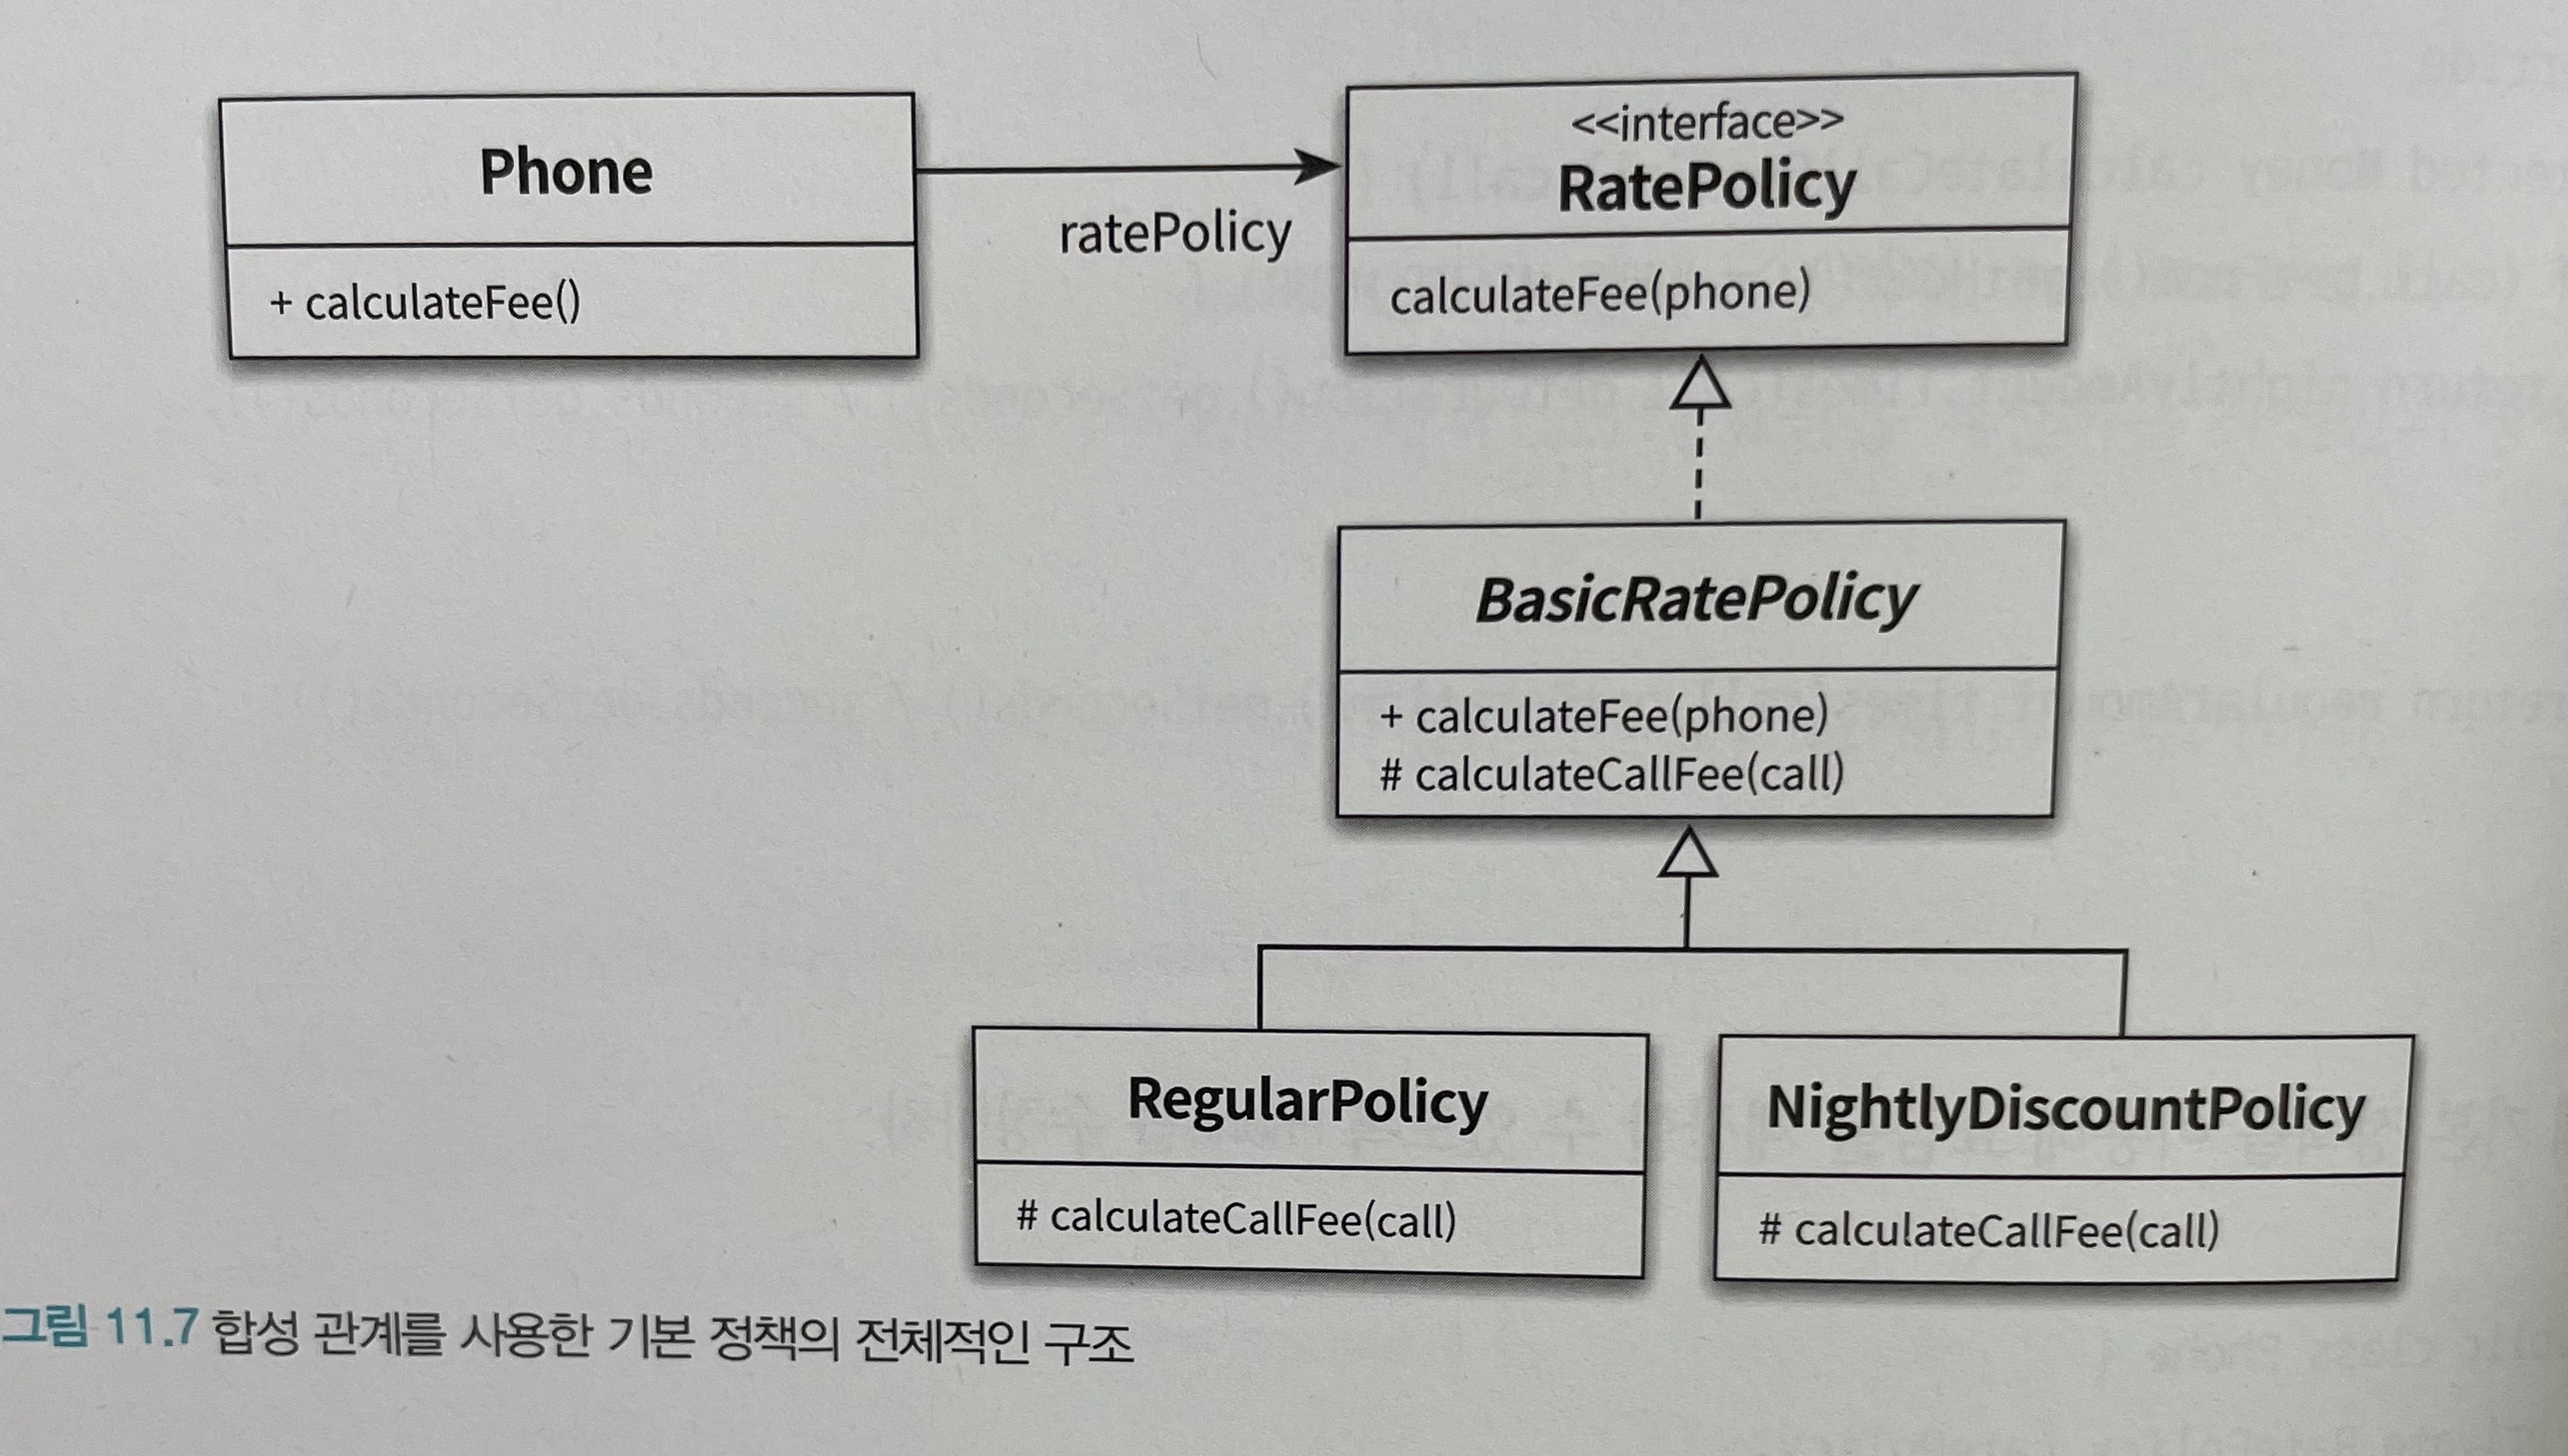 Phone
+ calculateFee()
ratePolicy
<<interface>>
RatePolicy
calculateFee(phone)
BasicRatePolicy
+ calculateFee(phone)
# calculateCallFee(call)
RegularPolicy
# calculateCallFee(call)
NightlyDiscountPolicy
# calculateCallFee(call)
그림 11.7 합성 관계를 사용한 기본 정책의 전체적인 구조